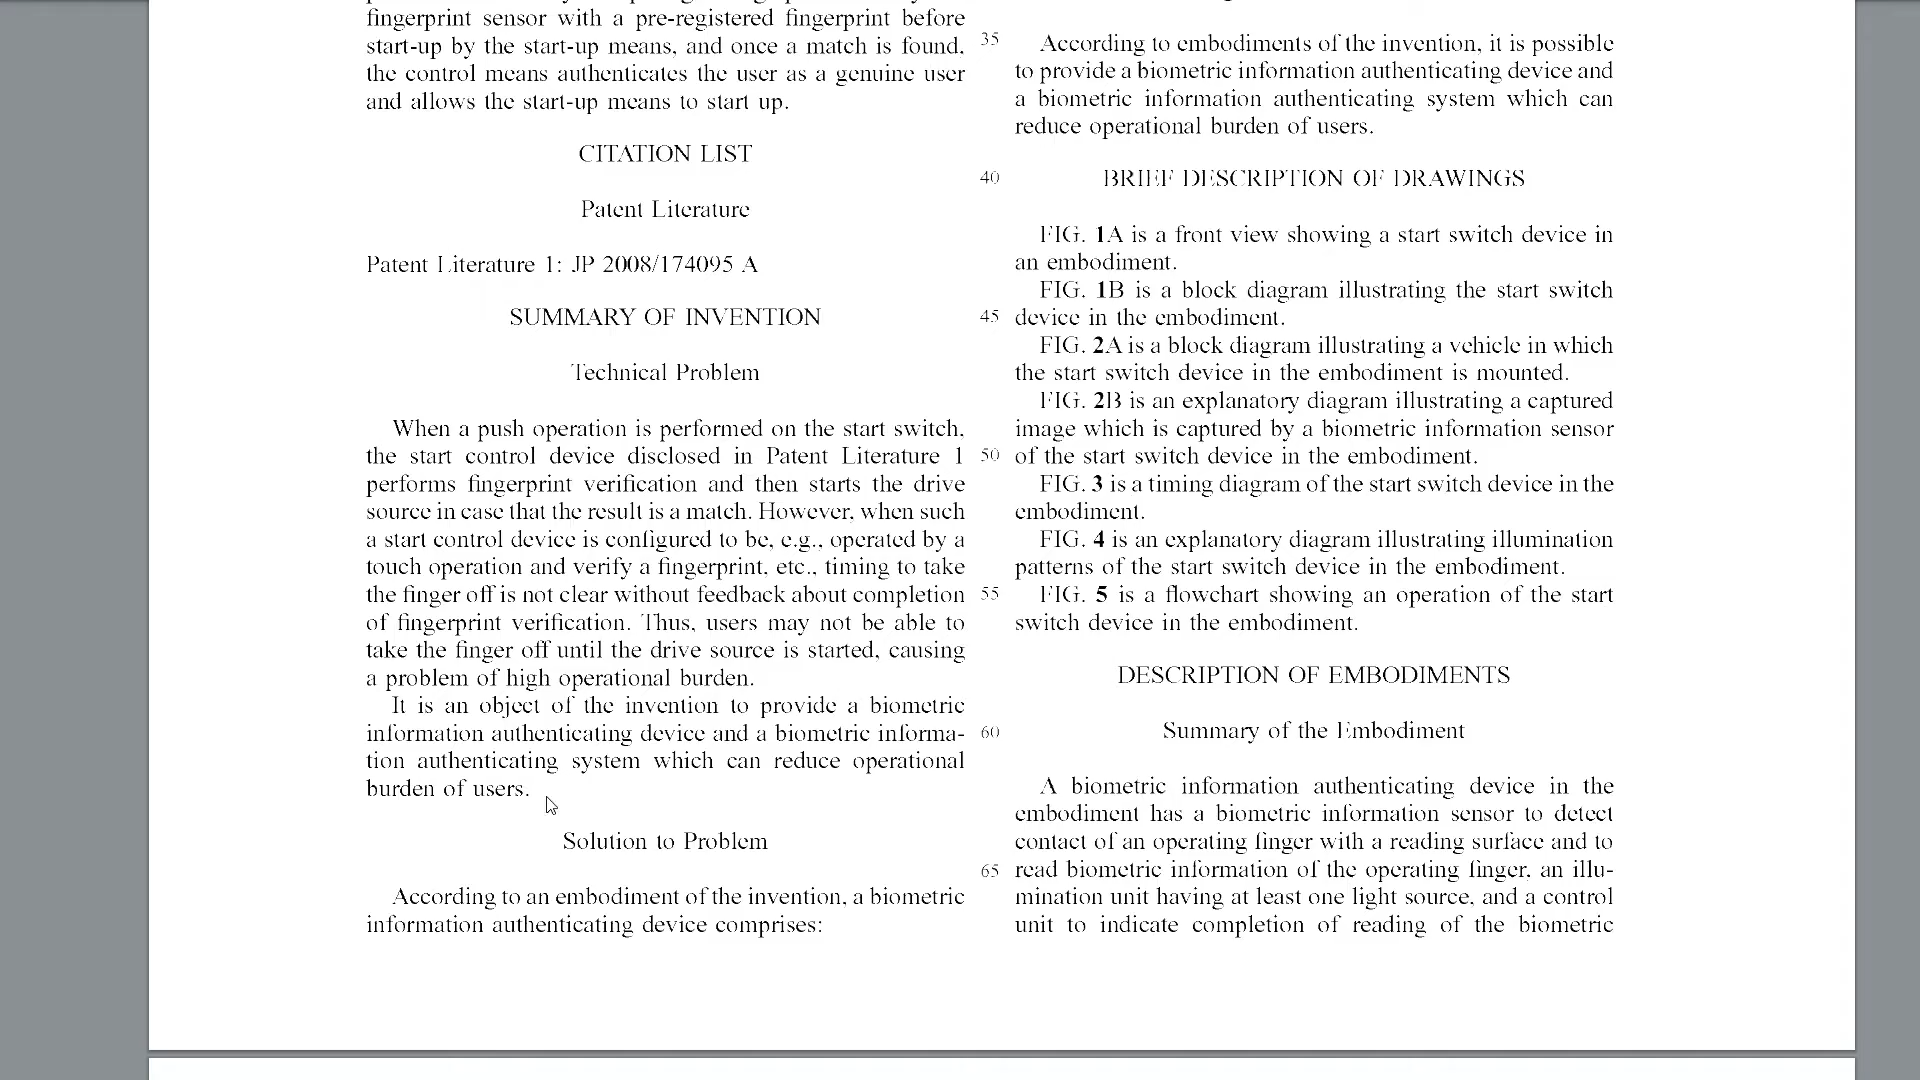 fingerprint sensor with a pre-registered fingerprint before
start-up by the start-up means, and once a match is found,
the control means authenticates the user as a genuine user
and allows the start-up means to start up.
CITATION LIST
Patent Literature
Patent Literature 1: JP 2008/174095 A
SUMMARY OF INVENTION
Technical Problem
When a push operation is performed on the start switch,
the start control device disclosed in Patent Literature 1
performs fingerprint verification and then starts the drive
source in case that the result is a match. However, when such
a start control device is configured to be, e.g., operated by a
touch operation and verify a fingerprint, etc., timing to take
the finger off is not clear without feedback about completion
of fingerprint verification. Thus, users may not be able to
take the finger off until the drive source is started, causing
a problem of high operational burden.
It is an object of the invention to provide a biometric
information authenticating device and a biometric informa-
tion authenticating system which can reduce operational
burden of users.
Solution to Problem
According to an embodiment of the invention, a biometric
information authenticating device comprises:
35
According to embodiments of the invention, it is possible
to provide a biometric information authenticating device and
a biometric information authenticating system which can
reduce operational burden of users.
40
BRIEF DESCRIPTION OF DRAWINGS
FIG. 1A is a front view showing a start switch device in
an embodiment.
FIG. 1B is a block diagram illustrating the start switch
45 device in the embodiment.
FIG. 2A is a block diagram illustrating a vehicle in which
the start switch device in the embodiment is mounted.
FIG. 2B is an explanatory diagram illustrating a captured
image which is captured by a biometric information sensor
50 of the start switch device in the embodiment.
FIG. 3 is a timing diagram of the start switch device in the
embodiment.
FIG. 4 is an explanatory diagram illustrating illumination
patterns of the start switch device in the embodiment.
55 FIG. 5 is a flowchart showing an operation of the start
switch device in the embodiment.
DESCRIPTION OF EMBODIMENTS
60 Summary of the Embodiment
A biometric information authenticating device in the
embodiment has a biometric information sensor to detect
contact of an operating finger with a reading surface and to
65 read biometric information of the operating finger, an illu-
mination unit having at least one light source, and a control
unit to indicate completion of reading of the biometric